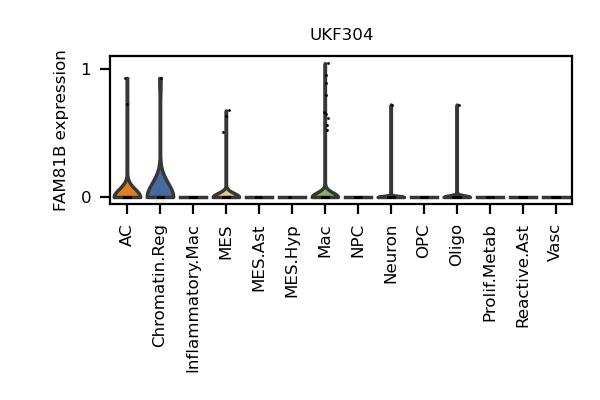 UKF304
FAM81B expression
1
0
AC
Chromatin.Reg
Inflammatory.Mac
MES
MES.Ast
MES.Hyp
Mac
NPC
Neuron
OPC
Oligo
Prolif.Metab
Reactive.Ast
Vasc